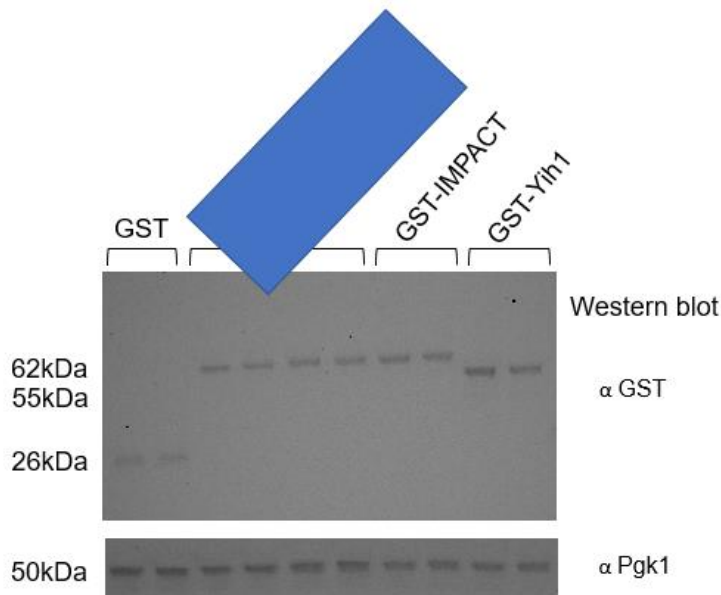 GST
GST-IMPACT
GST-Yih1
Western blot
62kDa
55kDa
α GST
26kDa
50kDa
α Pgk1